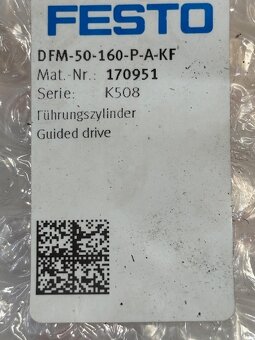 FESTO
DFM-50-160-P-A-KF
Mat.-Nr.: 170951
Serie: K508
Führungszylinder
Guided drive